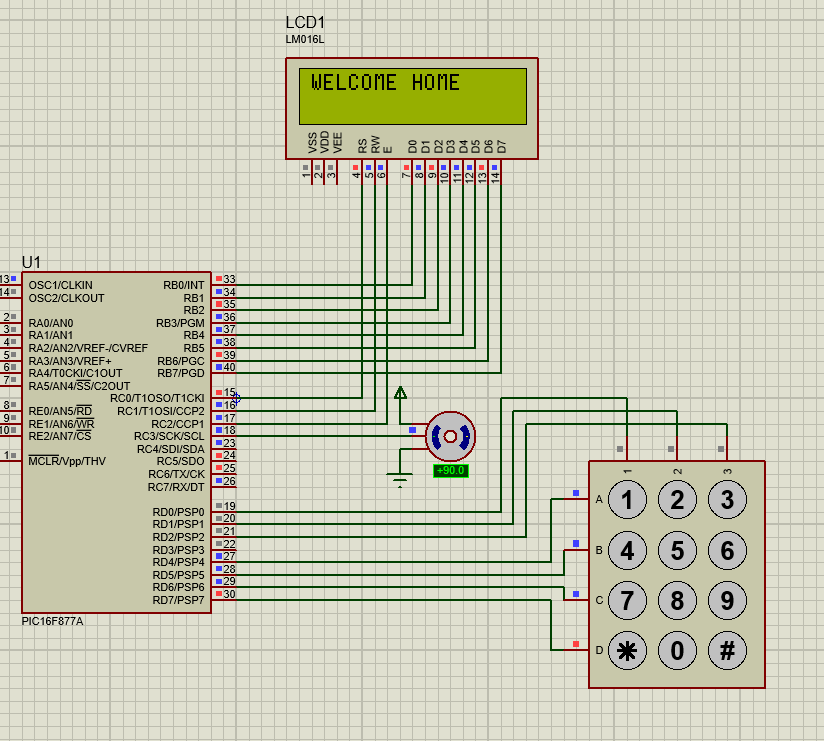 LCD1
LM016L
WELCOME HOME
VSS VDD VEE RS RW E D0 D1 D2 D3 D4 D5 D6 D7
1 2 3 4 5 6 7 8 9 10 11 12 13 14
U1
13 OSC1/CLKIN RB0/INT 33
14 OSC2/CLKOUT RB1 34
RB2 35
2 RA0/AN0 RB3/PGM 36
3 RA1/AN1 RB4 37
4 RA2/AN2/VREF-/CVREF RB5 38
5 RA3/AN3/VREF+ RB6/PGC 39
6 RA4/T0CKI/C1OUT RB7/PGD 40
7 RA5/AN4/SS/C2OUT
RC0/T1OSO/T1CKI 15
8 RE0/AN5/RD RC1/T1OSI/CCP2 16
9 RE1/AN6/WR RC2/CCP1 17
10 RE2/AN7/CS RC3/SCK/SCL 18
RC4/SDI/SDA 23
1 MCLR/Vpp/THV RC5/SDO 24
RC6/TX/CK 25
RC7/RX/DT 26
RD0/PSP0 19
RD1/PSP1 20
RD2/PSP2 21
RD3/PSP3 22
RD4/PSP4 27
RD5/PSP5 28
RD6/PSP6 29
RD7/PSP7 30
PIC16F877A
+90.0
1 2 3
A 1 2 3
B 4 5 6
C 7 8 9
D * 0 #